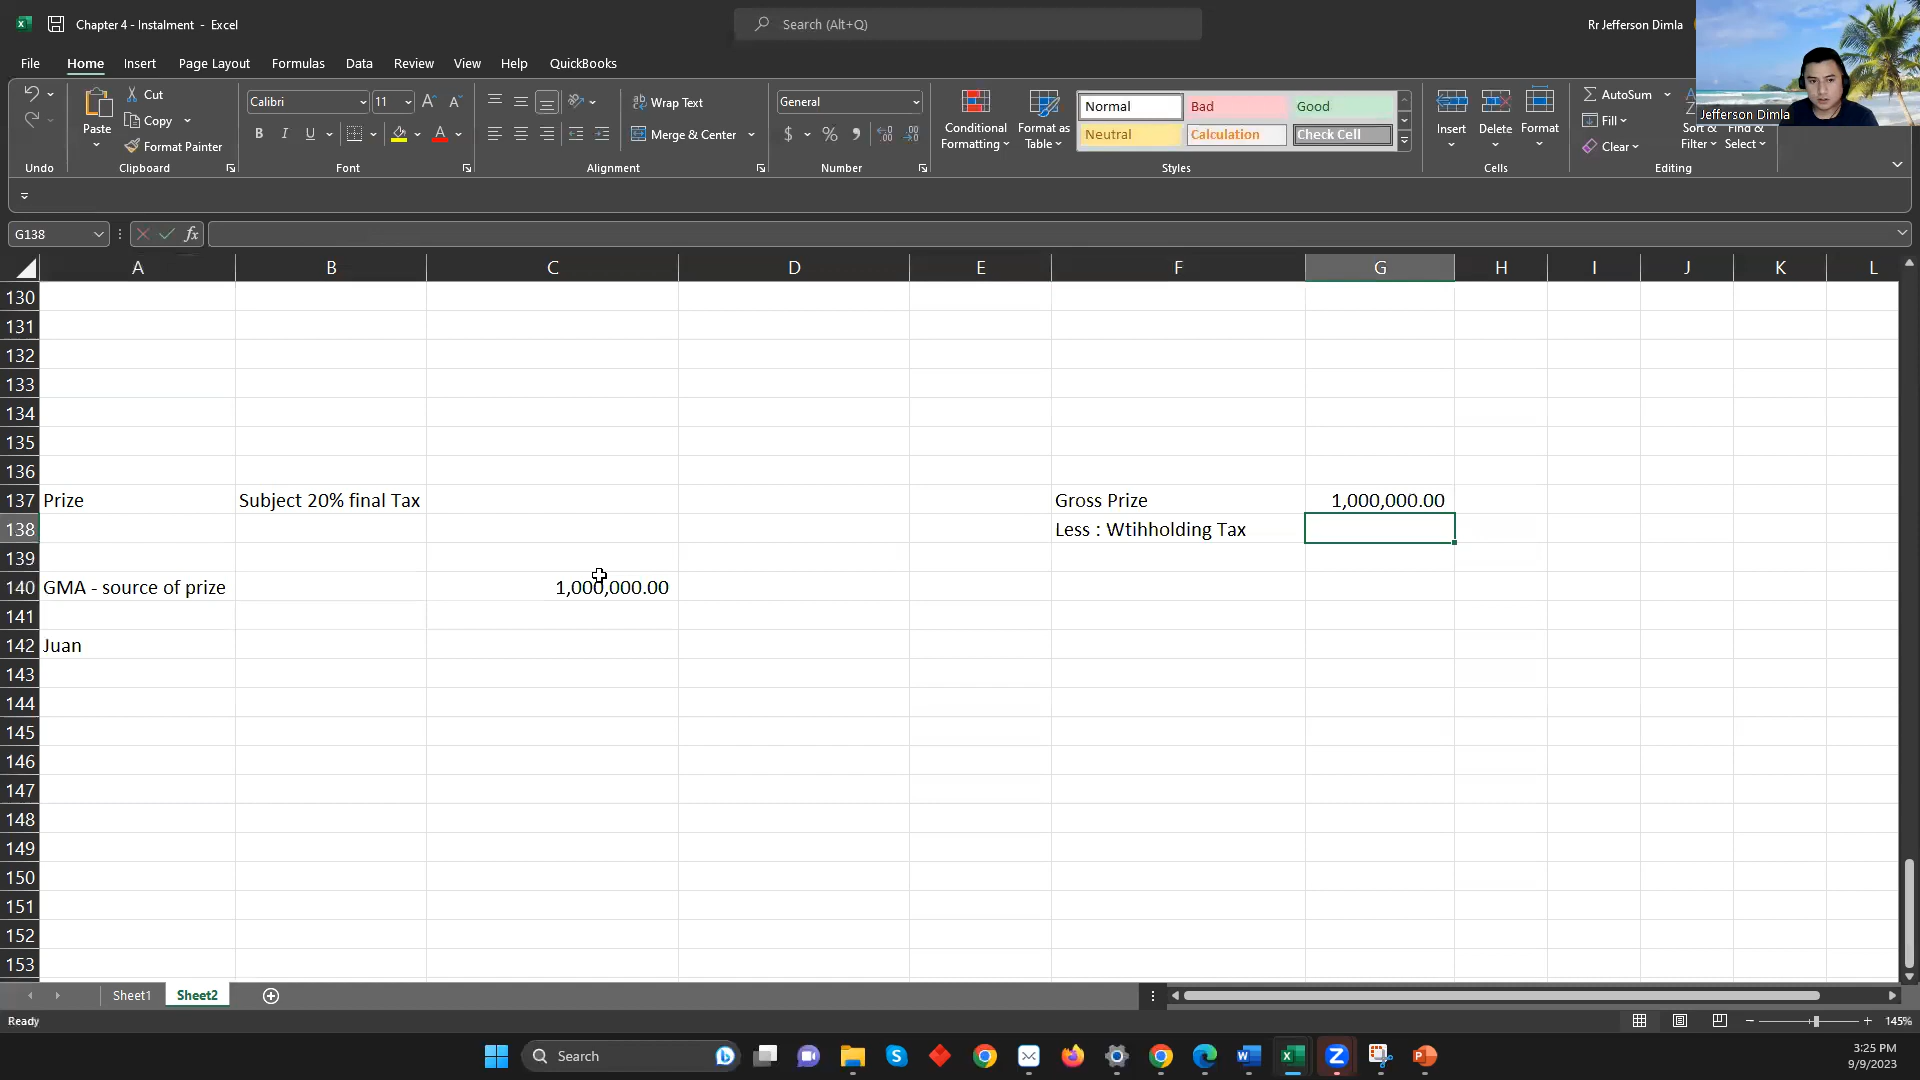 Chapter 4 - Instalment - Excel
Search (Alt+Q)
Rr Jefferson Dimla
File Home Insert Page Layout Formulas Data Review View Help QuickBooks
Cut
Copy
Format Painter
Paste
Undo
Clipboard
Calibri 11
B I U
Font
Wrap Text
Merge & Center
Alignment
General
$ %
Number
Conditional Formatting
Format as Table
Normal Bad Good
Neutral Calculation Check Cell
Styles
Insert Delete Format
Cells
AutoSum
Fill
Clear
Sort & Filter
Find & Select
Editing
Jefferson Dimla
G138
fx
A B C D E F G H I J K L
130
131
132
133
134
135
136
137 Prize Subject 20% final Tax Gross Prize 1,000,000.00
138 Less : Wtihholding Tax
139
140 GMA - source of prize 1,000,000.00
141
142 Juan
143
144
145
146
147
148
149
150
151
152
153
Sheet1 Sheet2
Ready
145%
Search
3:25 PM
9/9/2023